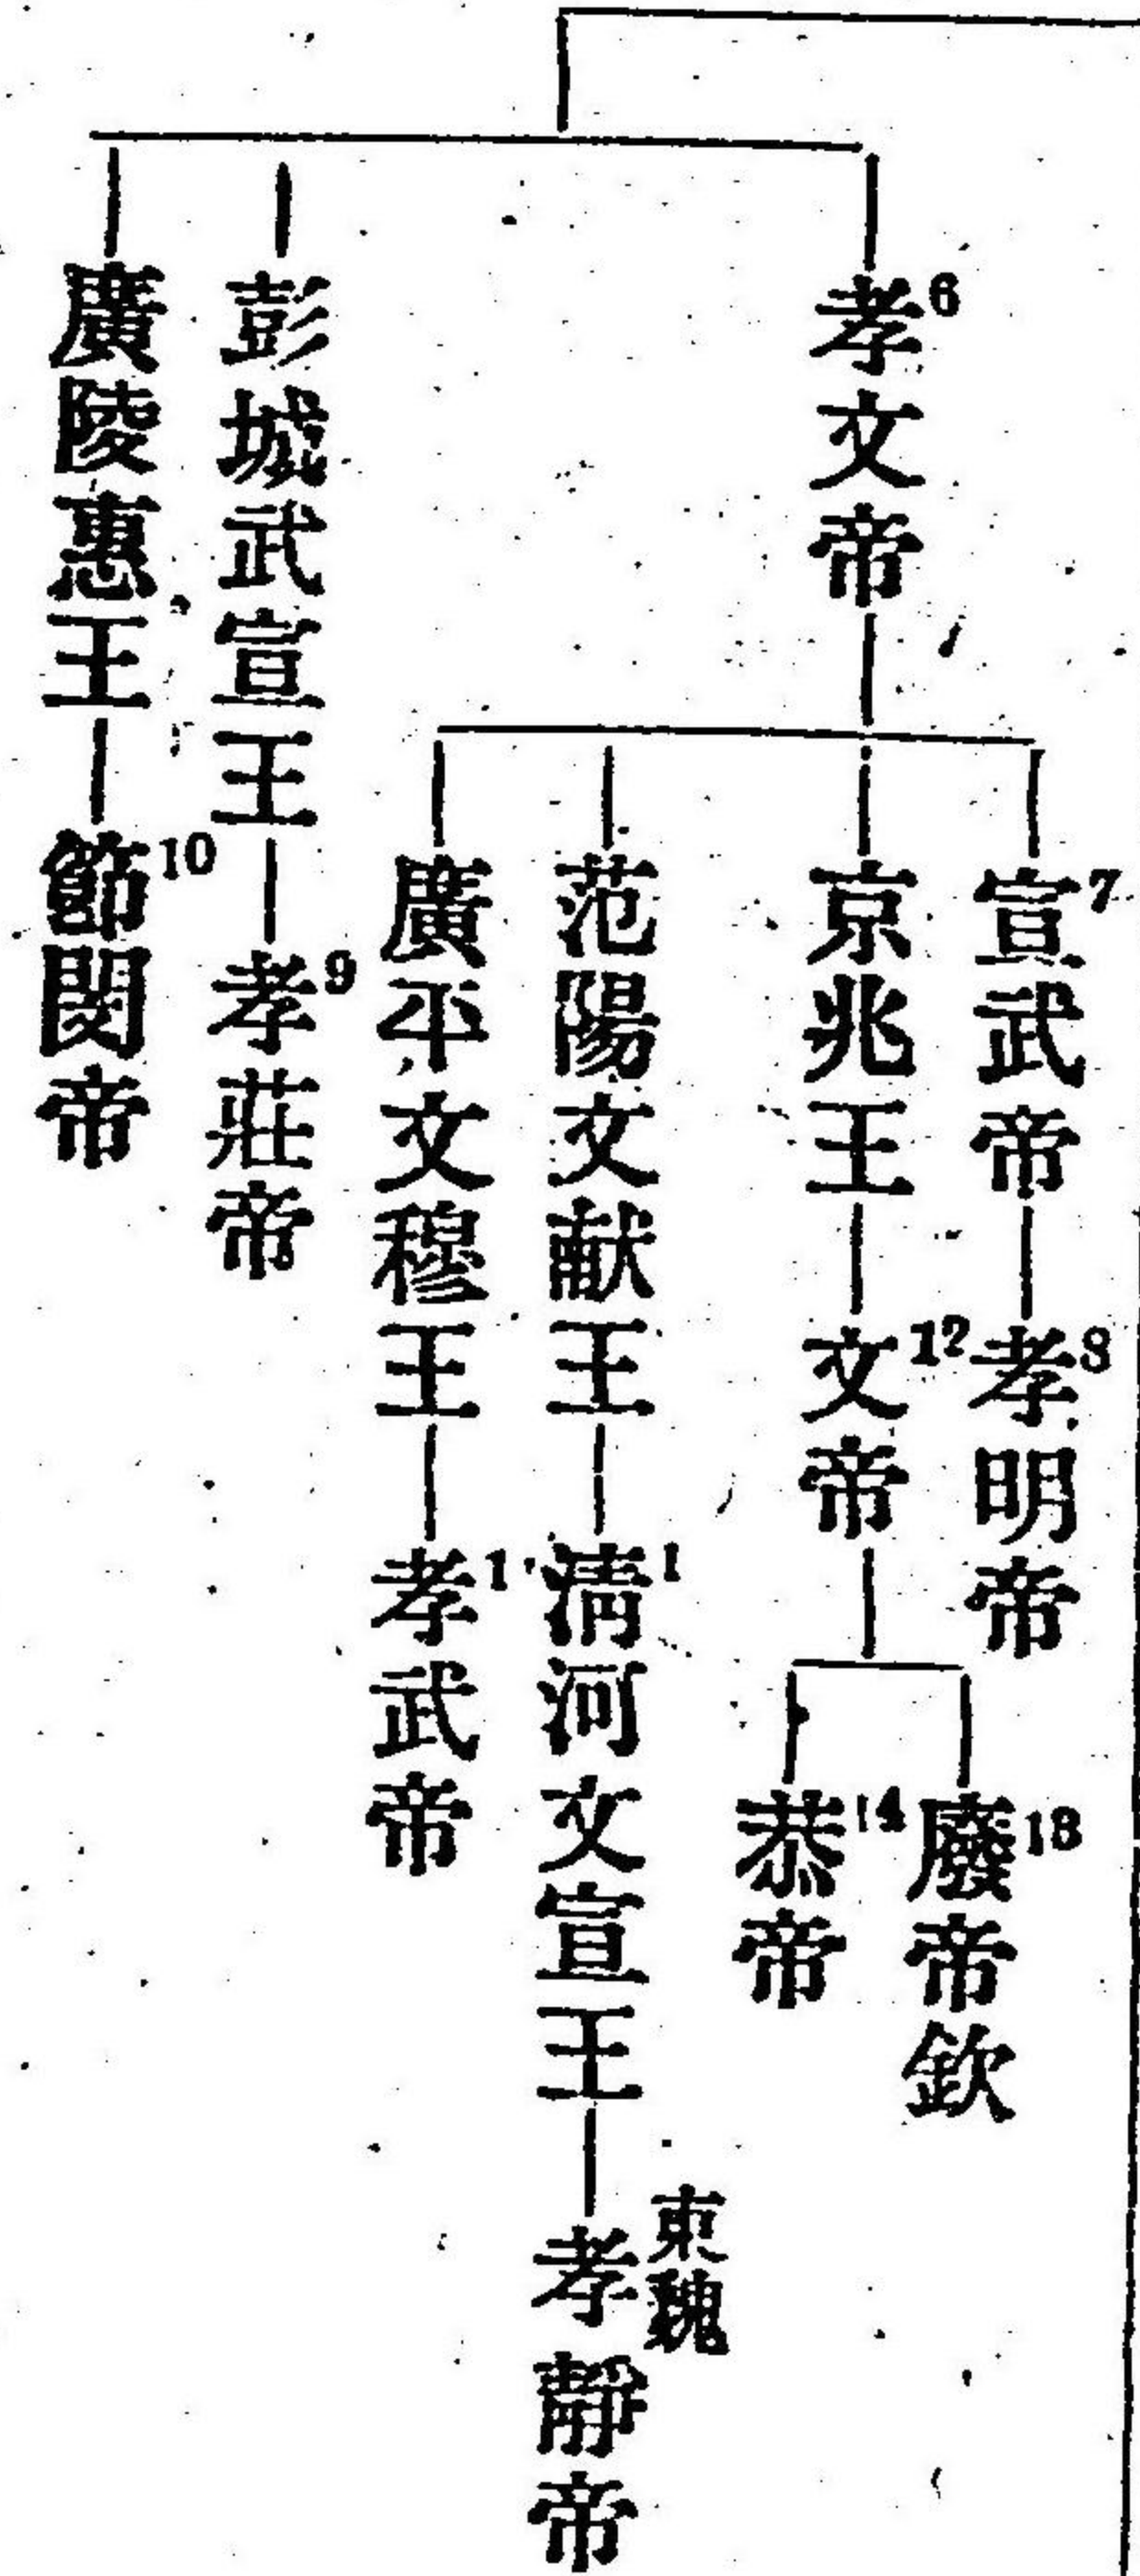 孝文帝6
宣武帝7
孝明帝8
京兆王
文帝12
廢帝欽13
恭帝14
范陽文献王
清河文宣王1
東魏
孝靜帝
廣平文穆王
孝武帝1
彭城武宣王
孝莊帝9
廣陵惠王
節閔帝10